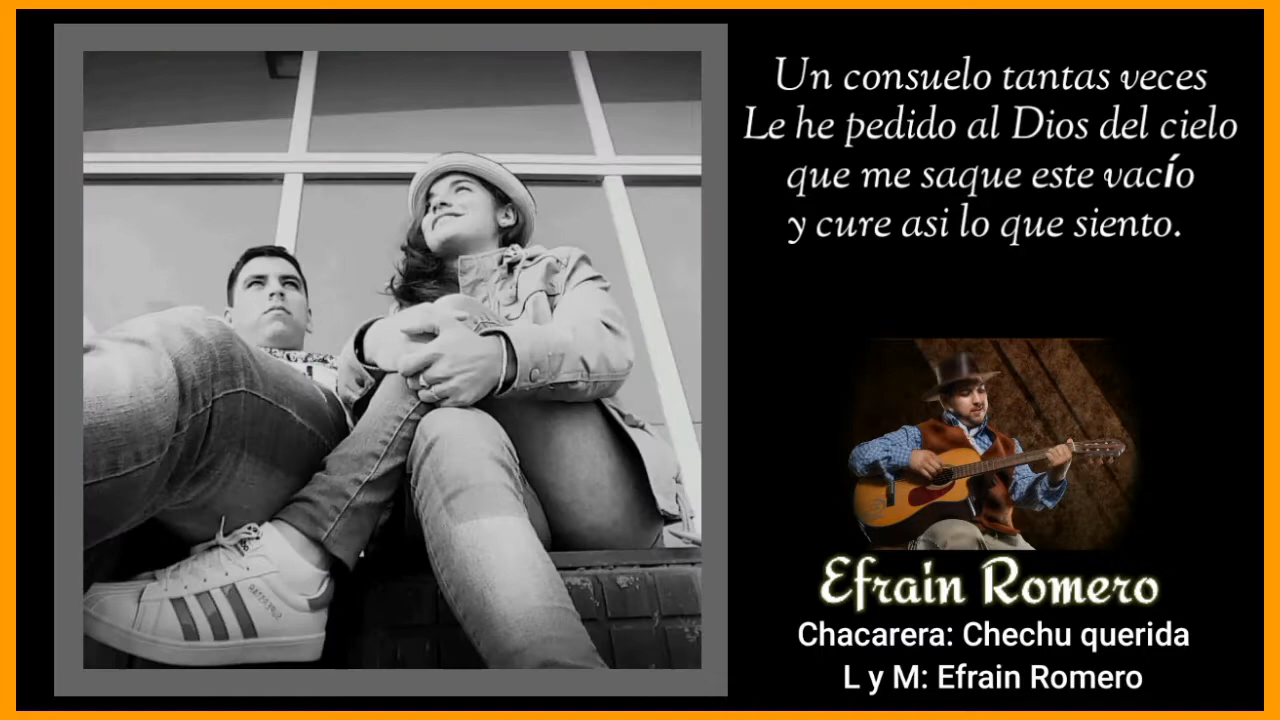 Un consuelo tantas veces
Le he pedido al Dios del cielo
que me saque este vacío
y cure asi lo que siento.
Efrain Romero
Chacarera: Chechu querida
L y M: Efrain Romero